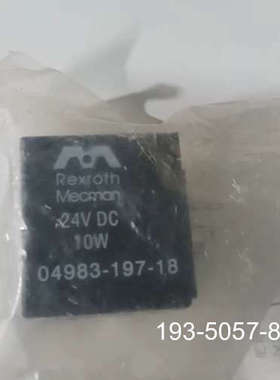 Rexroth
Mecman
24V DC
10W
04983-197-18
193-5057-8